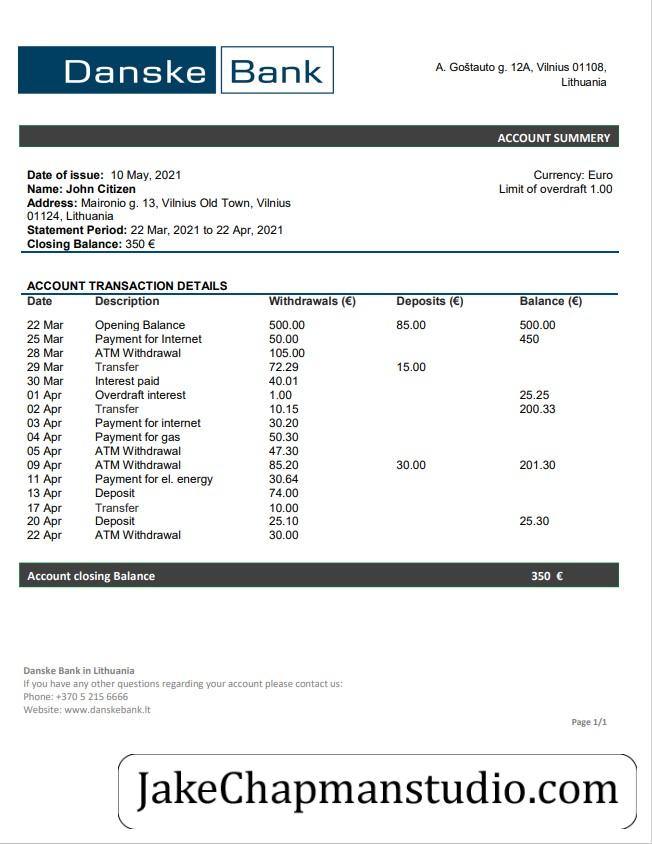 Danske Bank
A. Goštauto g. 12A, Vilnius 01108,
Lithuania
ACCOUNT SUMMERY
Date of issue: 10 May, 2021
Name: John Citizen
Address: Maironio g. 13, Vilnius Old Town, Vilnius
01124, Lithuania
Statement Period: 22 Mar, 2021 to 22 Apr, 2021
Closing Balance: 350 €
Currency: Euro
Limit of overdraft 1.00
ACCOUNT TRANSACTION DETAILS
Date Description Withdrawals (€) Deposits (€) Balance (€)
22 Mar Opening Balance 500.00 85.00 500.00
25 Mar Payment for Internet 50.00 450
28 Mar ATM Withdrawal 105.00
29 Mar Transfer 72.29 15.00
30 Mar Interest paid 40.01
01 Apr Overdraft interest 1.00 25.25
02 Apr Transfer 10.15 200.33
03 Apr Payment for internet 30.20
04 Apr Payment for gas 50.30
05 Apr ATM Withdrawal 47.30
09 Apr ATM Withdrawal 85.20 30.00 201.30
11 Apr Payment for el. energy 30.64
13 Apr Deposit 74.00
17 Apr Transfer 10.00
20 Apr Deposit 25.10 25.30
22 Apr ATM Withdrawal 30.00
Account closing Balance 350 €
Danske Bank in Lithuania
If you have any other questions regarding your account please contact us:
Phone: +370 5 215 6666
Website: www.danskebank.lt
Page 1/1
JakeChapmanstudio.com